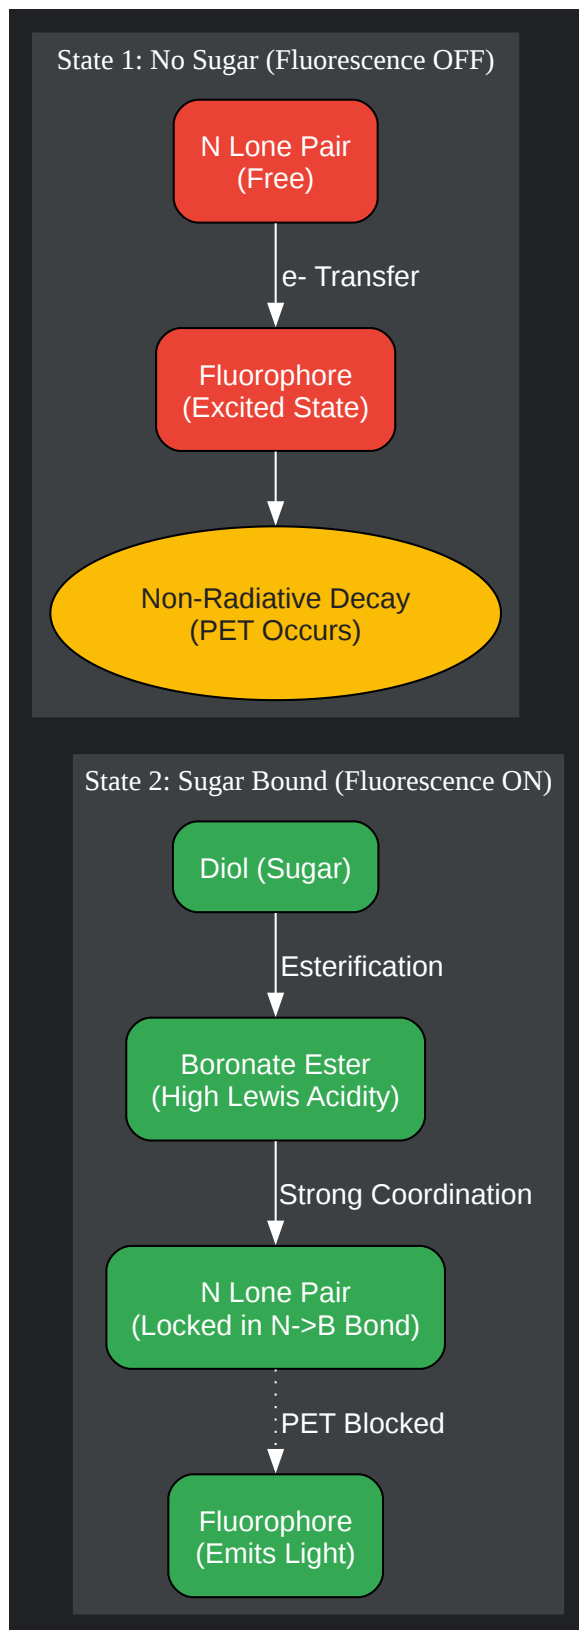 State 1: No Sugar (Fluorescence OFF)
N Lone Pair
(Free)
e- Transfer
Fluorophore
(Excited State)
Non-Radiative Decay
(PET Occurs)
State 2: Sugar Bound (Fluorescence ON)
Diol (Sugar)
Esterification
Boronate Ester
(High Lewis Acidity)
Strong Coordination
N Lone Pair
(Locked in N->B Bond)
PET Blocked
Fluorophore
(Emits Light)